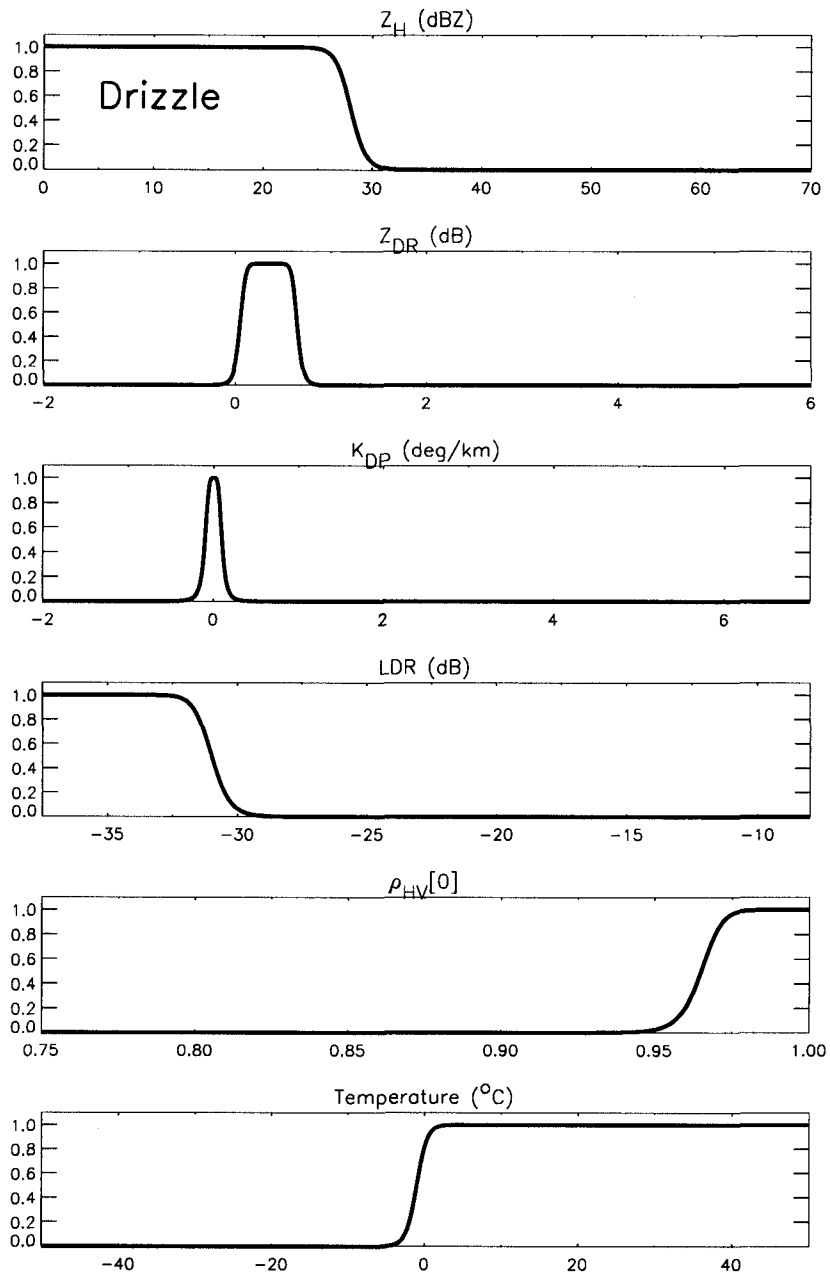 Z_H (dBZ)
1.0
0.8
0.6
0.4
0.2
0.0
Drizzle
0 10 20 30 40 50 60 70
Z_DR (dB)
1.0
0.8
0.6
0.4
0.2
0.0
-2 0 2 4 6
K_DP (deg/km)
1.0
0.8
0.6
0.4
0.2
0.0
-2 0 2 4 6
LDR (dB)
1.0
0.8
0.6
0.4
0.2
0.0
-35 -30 -25 -20 -15 -10
ρ_HV[0]
1.0
0.8
0.6
0.4
0.2
0.0
0.75 0.80 0.85 0.90 0.95 1.00
Temperature (°C)
1.0
0.8
0.6
0.4
0.2
0.0
-40 -20 0 20 40